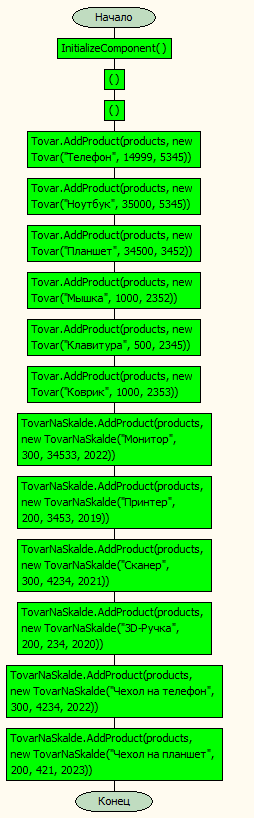 Начало
InitializeComponent( )
( )
( )
Tovar.AddProduct(products, new
Tovar("Телефон", 14999, 5345))
Tovar.AddProduct(products, new
Tovar("Ноутбук", 35000, 5345))
Tovar.AddProduct(products, new
Tovar("Планшет", 34500, 3452))
Tovar.AddProduct(products, new
Tovar("Мышка", 1000, 2352))
Tovar.AddProduct(products, new
Tovar("Клавитура", 500, 2345))
Tovar.AddProduct(products, new
Tovar("Коврик", 1000, 2353))
TovarNaSkalde.AddProduct(products,
new TovarNaSkalde("Монитор",
300, 34533, 2022))
TovarNaSkalde.AddProduct(products,
new TovarNaSkalde("Принтер",
200, 3453, 2019))
TovarNaSkalde.AddProduct(products,
new TovarNaSkalde("Сканер",
300, 4234, 2021))
TovarNaSkalde.AddProduct(products,
new TovarNaSkalde("3D-Ручка",
200, 234, 2020))
TovarNaSkalde.AddProduct(products,
new TovarNaSkalde("Чехол на телефон",
300, 4234, 2022))
TovarNaSkalde.AddProduct(products,
new TovarNaSkalde("Чехол на планшет",
200, 421, 2023))
Конец